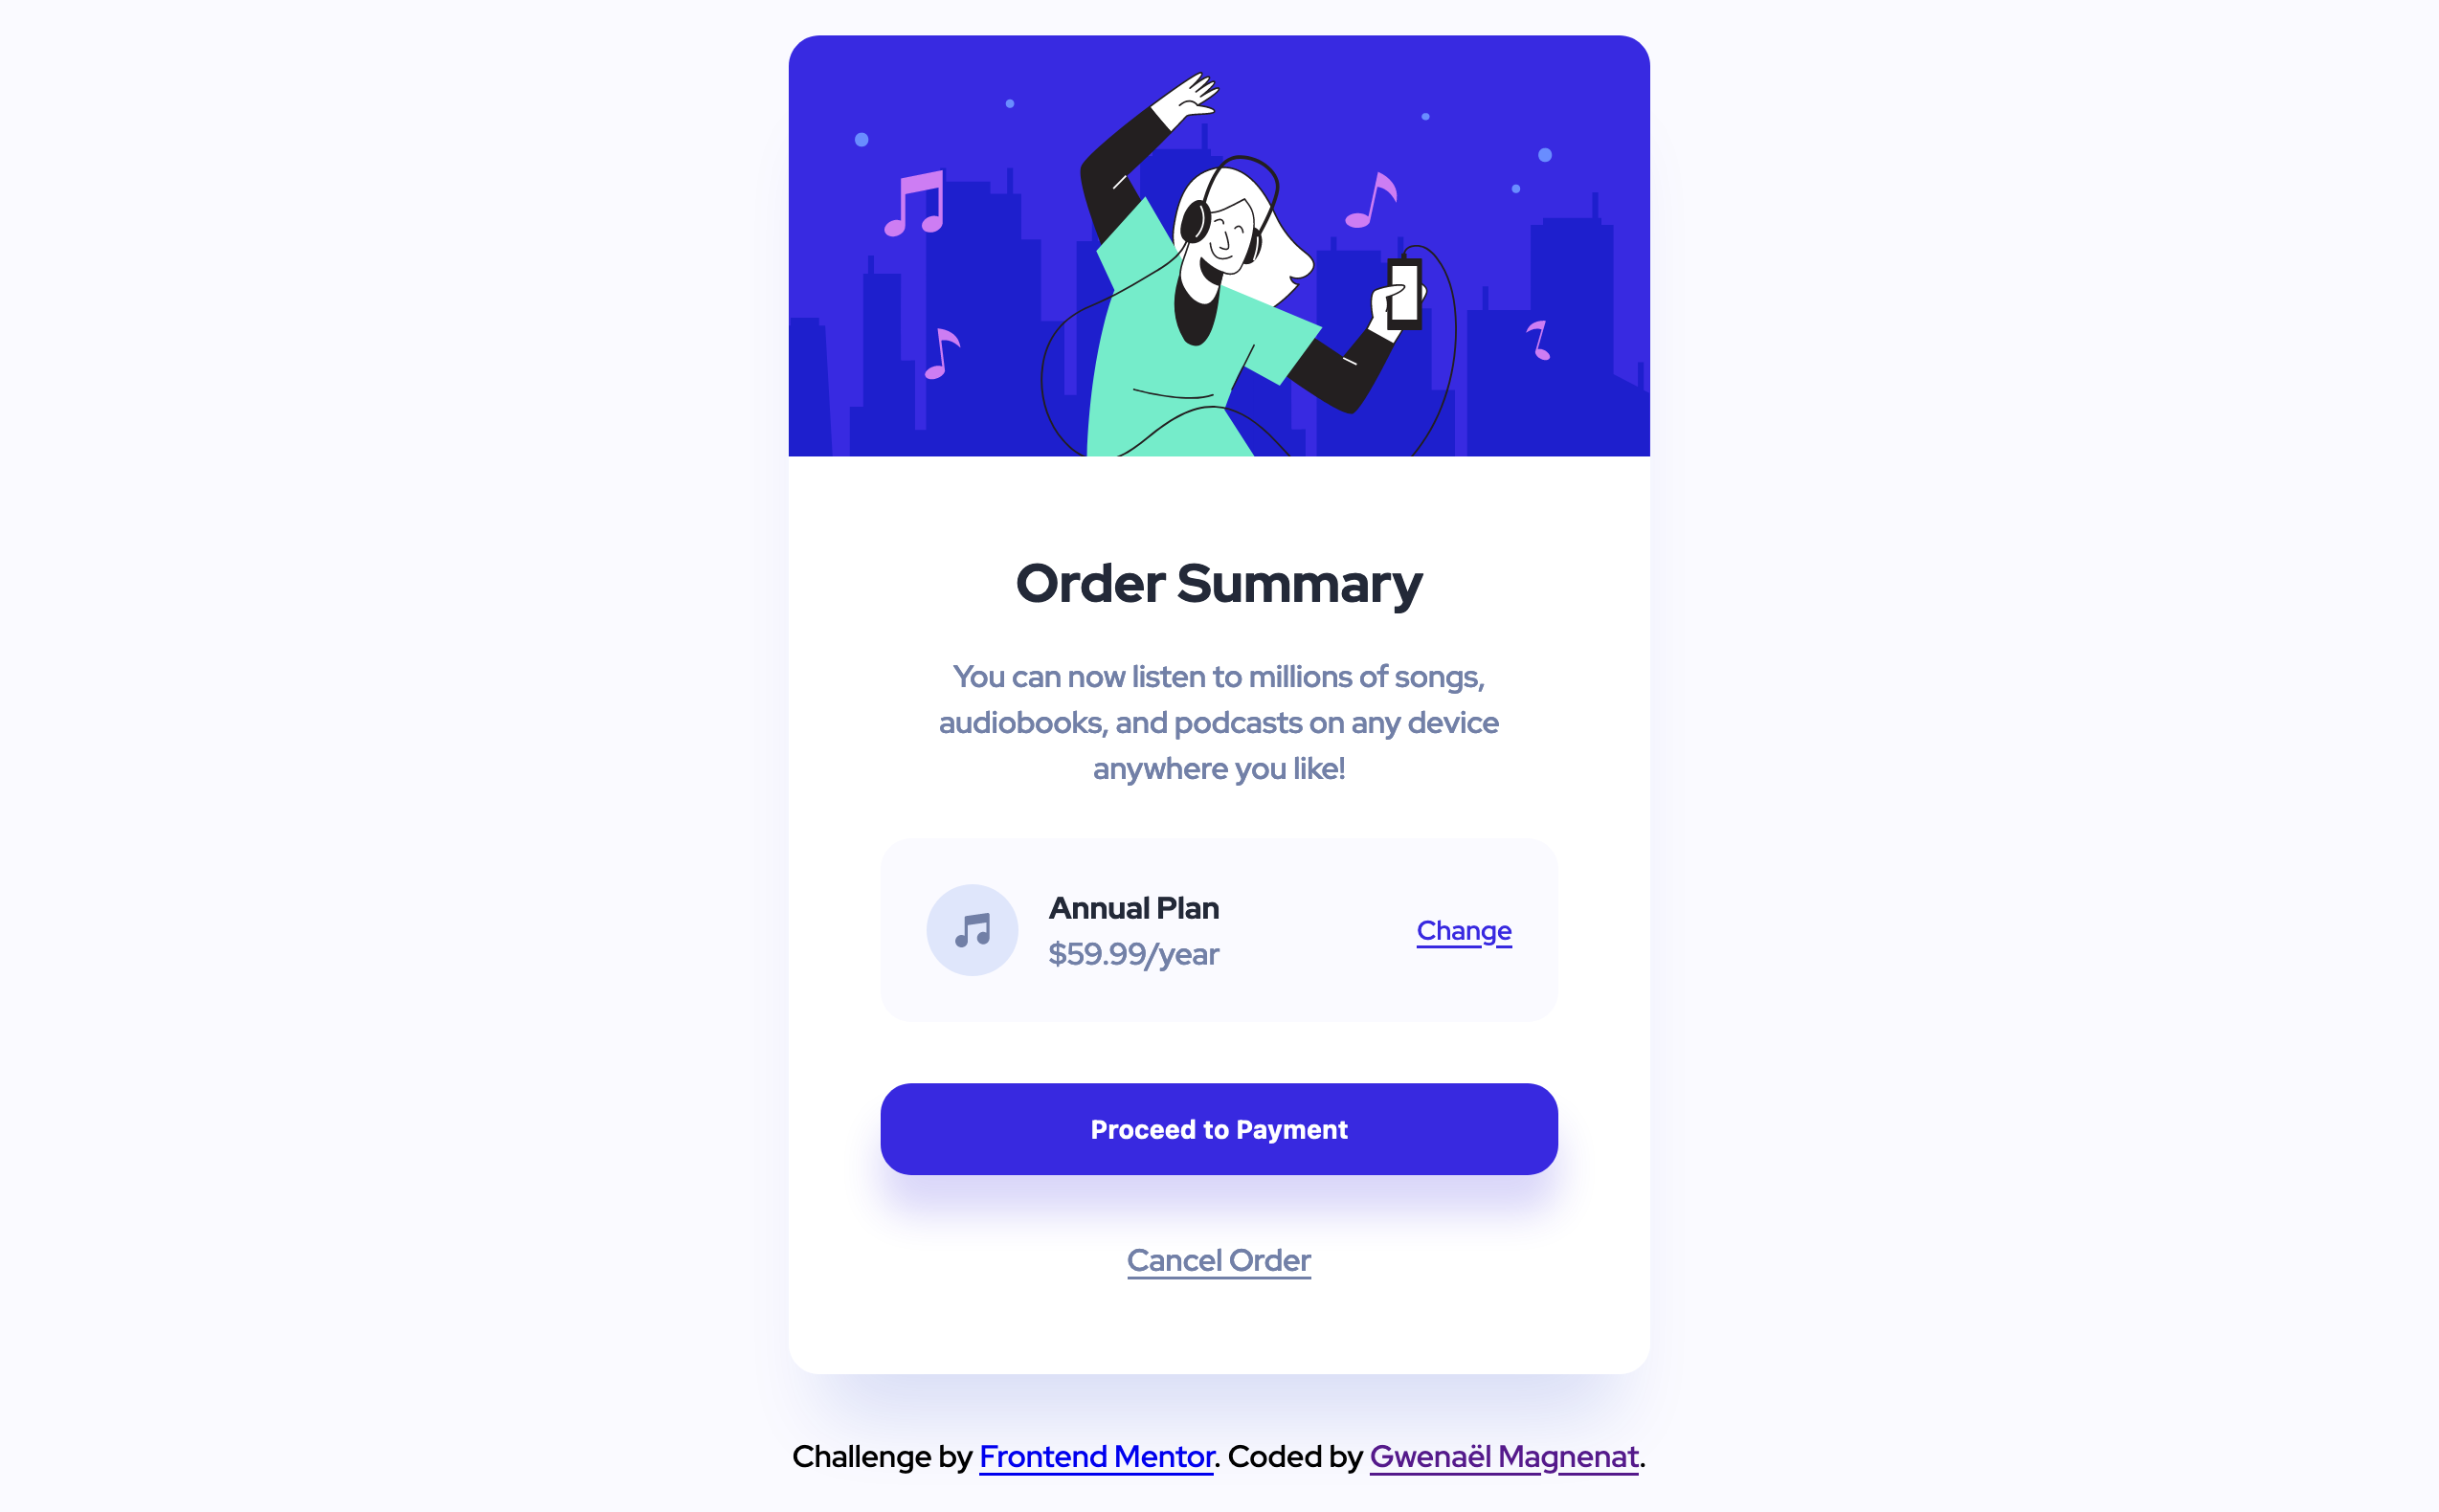 Order Summary
You can now listen to millions of songs,
audiobooks, and podcasts on any device
anywhere you like!
Annual Plan
$59.99/year
Change
Proceed to Payment
Cancel Order
Challenge by Frontend Mentor. Coded by Gwenaël Magnenat.